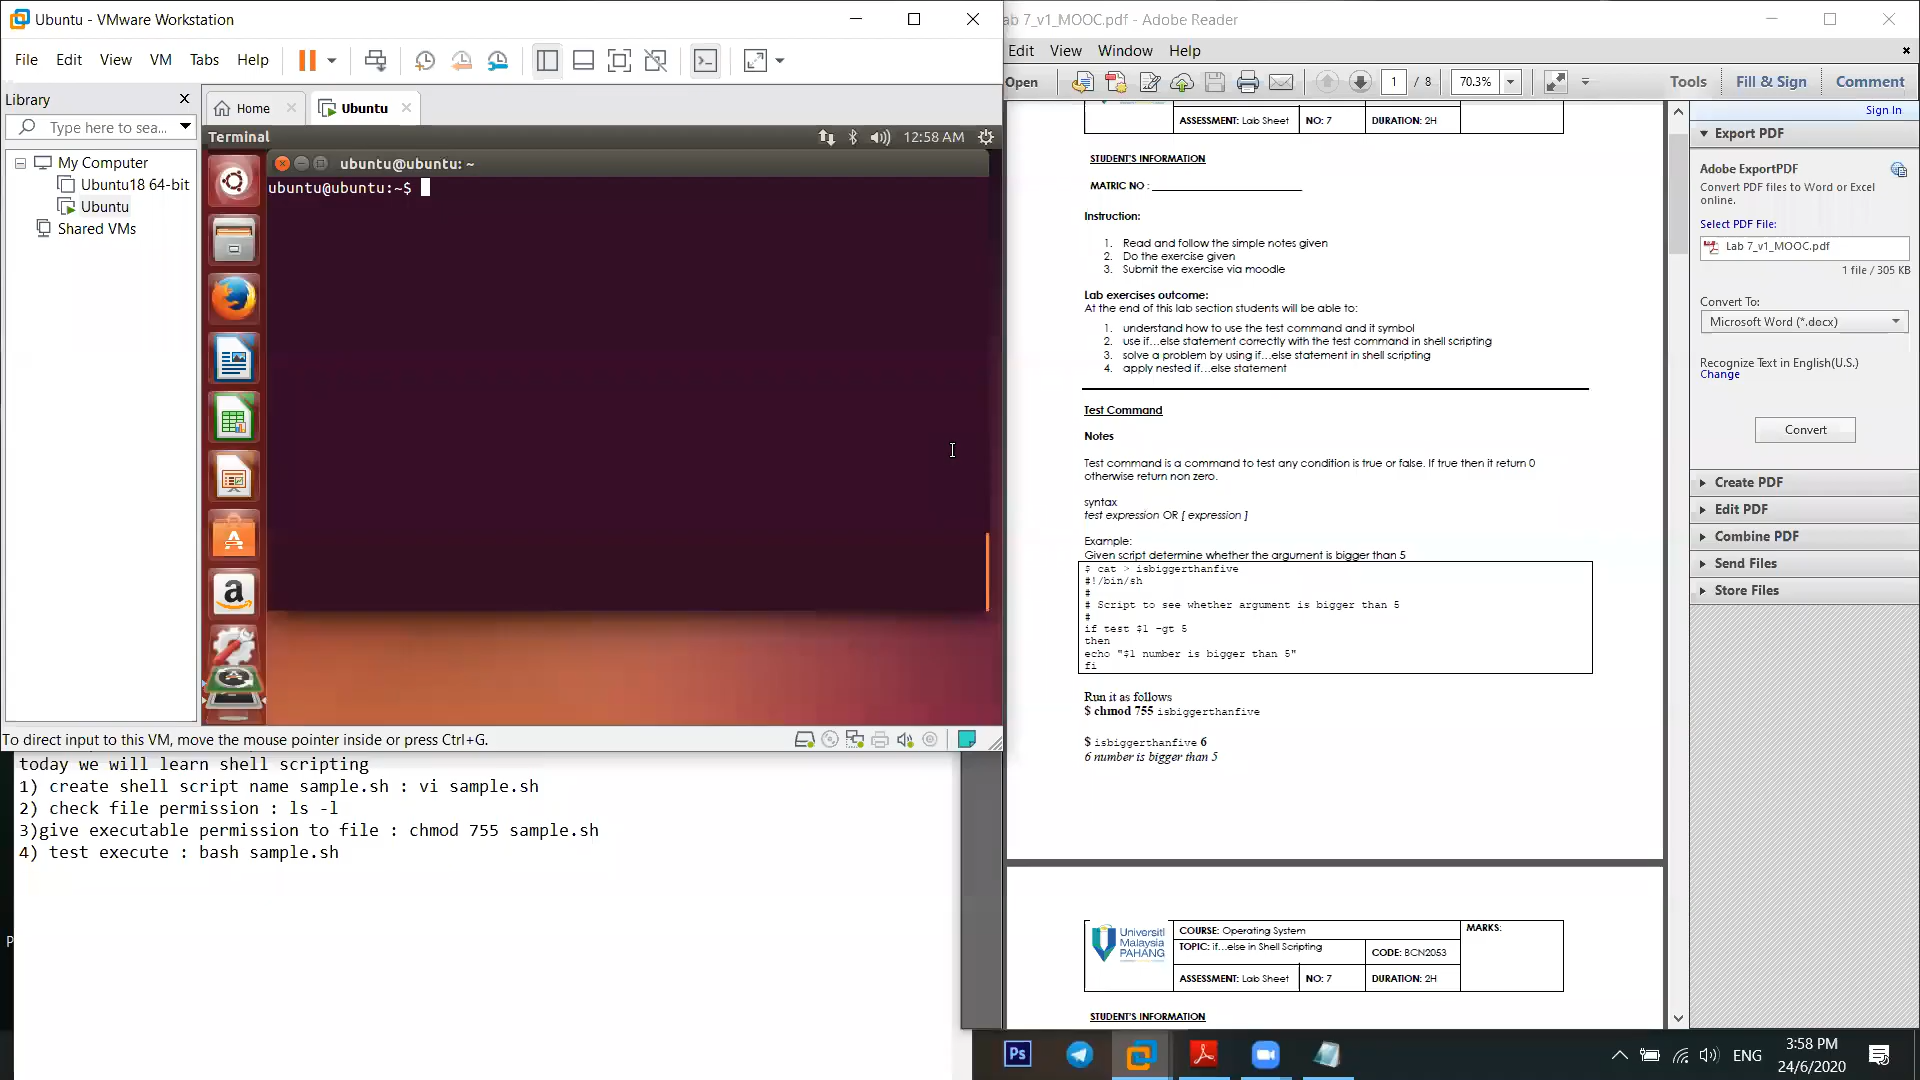 Ubuntu - VMware Workstation
File Edit View VM Tabs Help
Library
Type here to sea...
My Computer
Ubuntu18 64-bit
Ubuntu
Shared VMs
Home
Ubuntu
Terminal
12:58 AM
ubuntu@ubuntu: ~
ubuntu@ubuntu:~$
To direct input to this VM, move the mouse pointer inside or press Ctrl+G.
today we will learn shell scripting
1) create shell script name sample.sh : vi sample.sh
2) check file permission : ls -l
3)give executable permission to file : chmod 755 sample.sh
4) test execute : bash sample.sh
P
ab 7_v1_MOOC.pdf - Adobe Reader
Edit View Window Help
Open
1 / 8
70.3%
Tools
Fill & Sign
Comment
ASSESSMENT: Lab Sheet NO: 7 DURATION: 2H
STUDENT'S INFORMATION
MATRIC NO :
Instruction:
1. Read and follow the simple notes given
2. Do the exercise given
3. Submit the exercise via moodle
Lab exercises outcome:
At the end of this lab section students will be able to:
1. understand how to use the test command and it symbol
2. use if...else statement correctly with the test command in shell scripting
3. solve a problem by using if...else statement in shell scripting
4. apply nested if...else statement
Test Command
Notes
Test command is a command to test any condition is true or false. If true then it return 0
otherwise return non zero.
syntax
test expression OR [ expression ]
Example:
Given script determine whether the argument is bigger than 5
$ cat > isbiggerthanfive
#!/bin/sh
#
# Script to see whether argument is bigger than 5
#
if test $1 -gt 5
then
echo "$1 number is bigger than 5"
fi
Run it as follows
$ chmod 755 isbiggerthanfive
$ isbiggerthanfive 6
6 number is bigger than 5
Universiti
Malaysia
PAHANG
COURSE: Operating System
MARKS:
TOPIC: if...else in Shell Scripting
CODE: BCN2053
ASSESSMENT: Lab Sheet NO: 7 DURATION: 2H
STUDENT'S INFORMATION
Sign In
Export PDF
Adobe ExportPDF
Convert PDF files to Word or Excel
online.
Select PDF File:
Lab 7_v1_MOOC.pdf
1 file / 305 KB
Convert To:
Microsoft Word (*.docx)
Recognize Text in English(U.S.)
Change
Convert
Create PDF
Edit PDF
Combine PDF
Send Files
Store Files
Ps
ENG
3:58 PM
24/6/2020